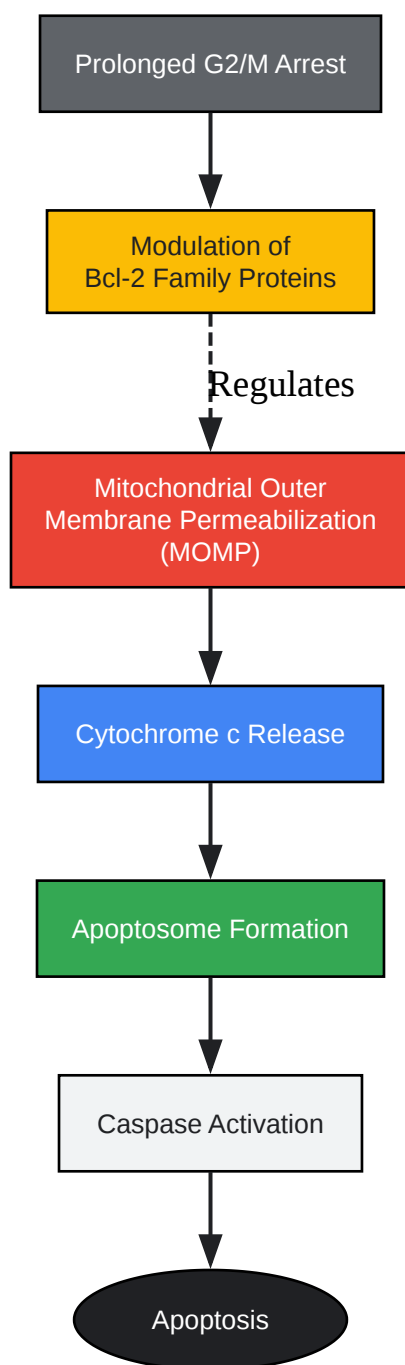 Prolonged G2/M Arrest
Modulation of
Bcl-2 Family Proteins
Regulates
Mitochondrial Outer
Membrane Permeabilization
(MOMP)
Cytochrome c Release
Apoptosome Formation
Caspase Activation
Apoptosis